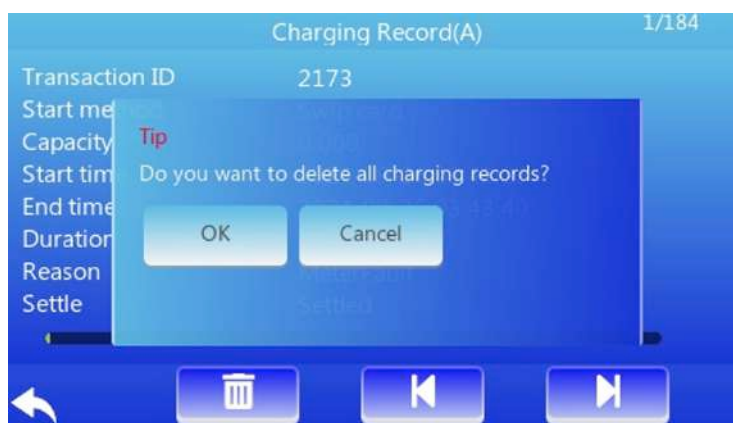 Charging Record(A) 1/184
Transaction ID 2173
Start me
Capacity
Start tim
End time
Duration
Reason
Settle Settled
Tip
Do you want to delete all charging records?
OK Cancel